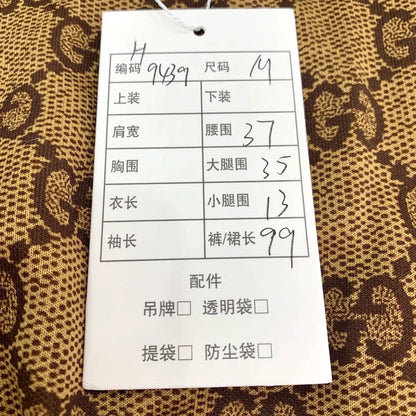 H
编码 9439 尺码 M
上装 下装
肩宽 腰围 37
胸围 大腿围 35
衣长 小腿围 13
袖长 裤/裙长 99
配件
吊牌□ 透明袋□
提袋□ 防尘袋□